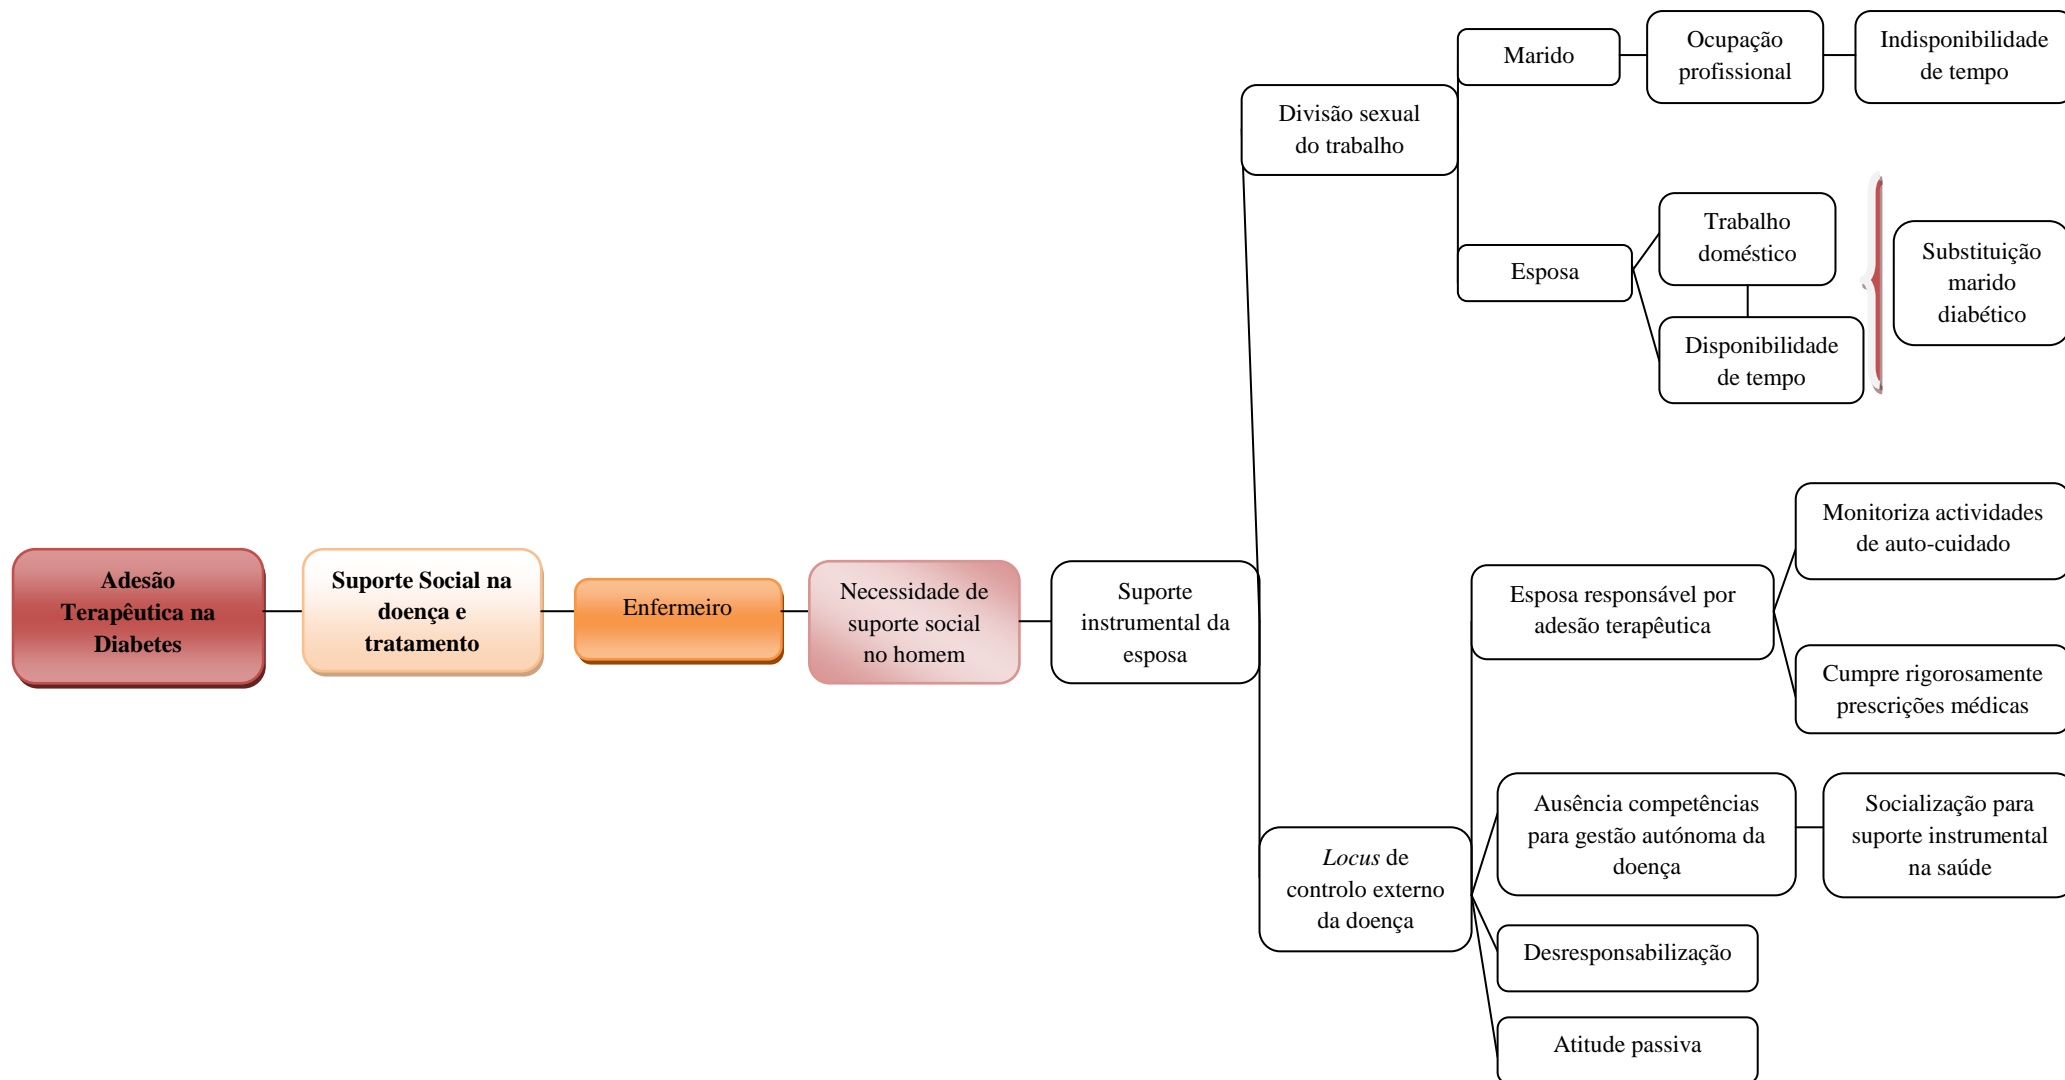 Adesão
Terapêutica na
Diabetes
Suporte Social na
doença e
tratamento
Enfermeiro
Necessidade de
suporte social
no homem
Suporte
instrumental da
esposa
Divisão sexual
do trabalho
Marido
Ocupação
profissional
Indisponibilidade
de tempo
Esposa
Trabalho
doméstico
Disponibilidade
de tempo
Substituição
marido
diabético
Locus de
controlo externo
da doença
Esposa responsável por
adesão terapêutica
Monitoriza actividades
de auto-cuidado
Cumpre rigorosamente
prescrições médicas
Ausência competências
para gestão autónoma da
doença
Socialização para
suporte instrumental
na saúde
Desresponsabilização
Atitude passiva